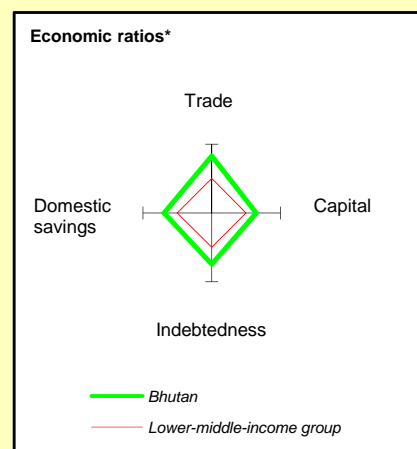 Economic ratios*
Trade
Domestic
savings
Capital
Indebtedness
Bhutan
Lower-middle-income group